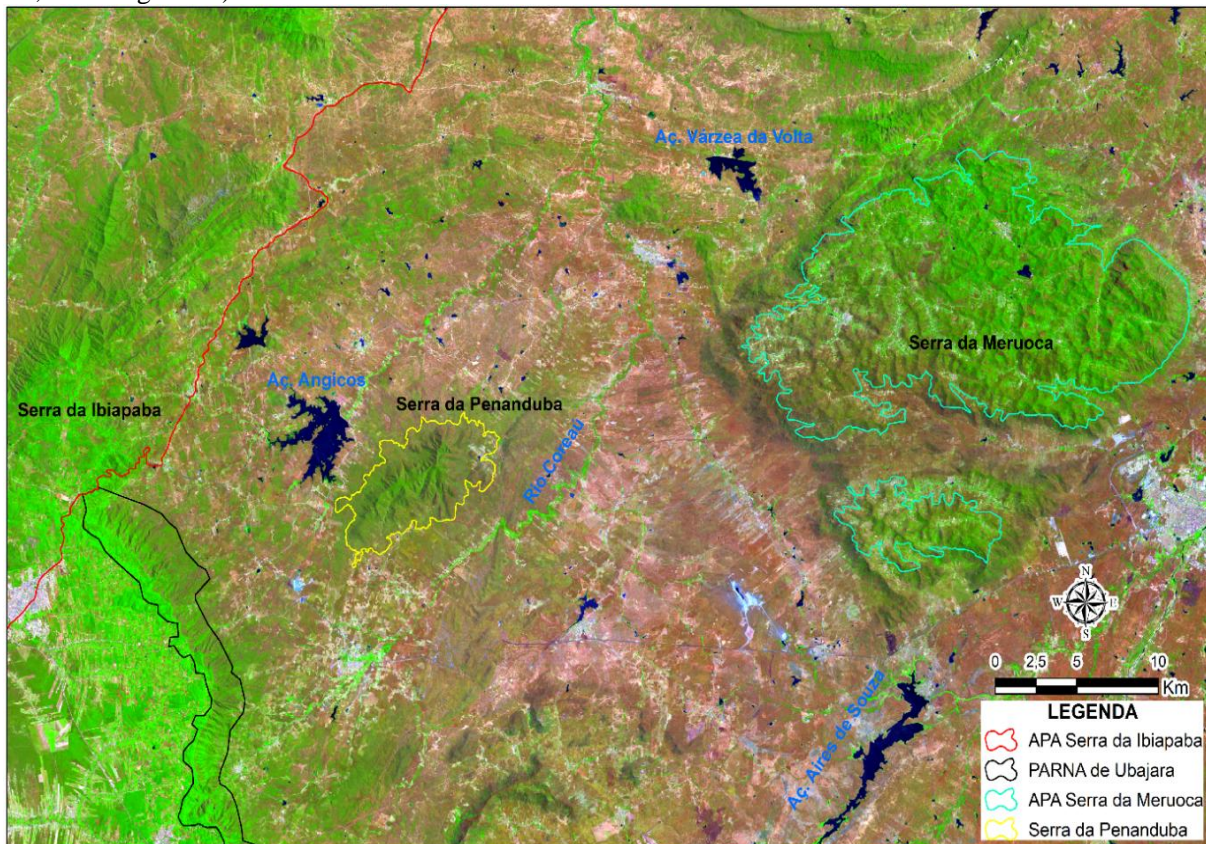 Aç. Várzea da Volta
Serra da Meruoca
Aç. Angicos
Serra da Ibiapaba
Serra da Penanduba
Rio Coreaú
N
W E
S
0 2,5 5 10
Km
Aç. Aires de Souza
LEGENDA
APA Serra da Ibiapaba
PARNA de Ubajara
APA Serra da Meruoca
Serra da Penanduba